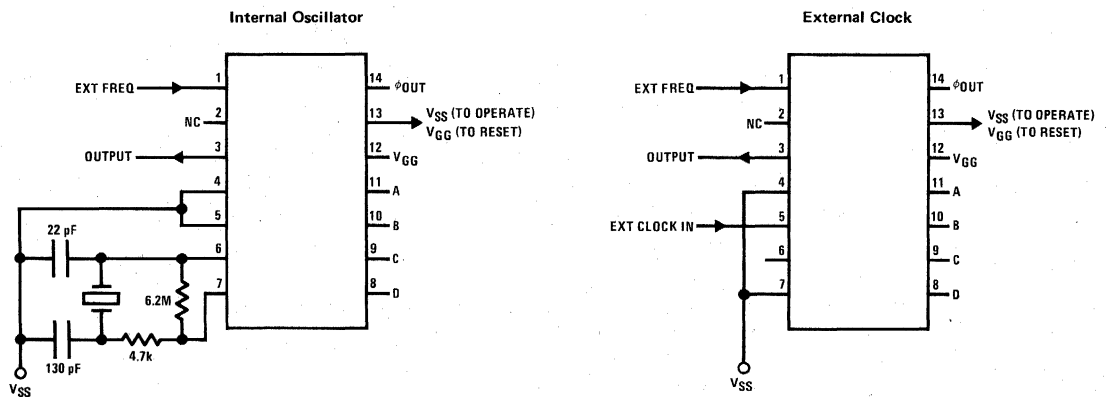 Internal Oscillator
EXT FREQ
1
NC
2
OUTPUT
3
4
5
22 pF
6
7
6.2M
4.7k
130 pF
VSS
14
φOUT
13
VSS (TO OPERATE)
VGG (TO RESET)
12
VGG
11
A
10
B
9
C
8
D
External Clock
EXT FREQ
1
NC
2
OUTPUT
3
4
EXT CLOCK IN
5
6
7
VSS
14
φOUT
13
VSS (TO OPERATE)
VGG (TO RESET)
12
VGG
11
A
10
B
9
C
8
D